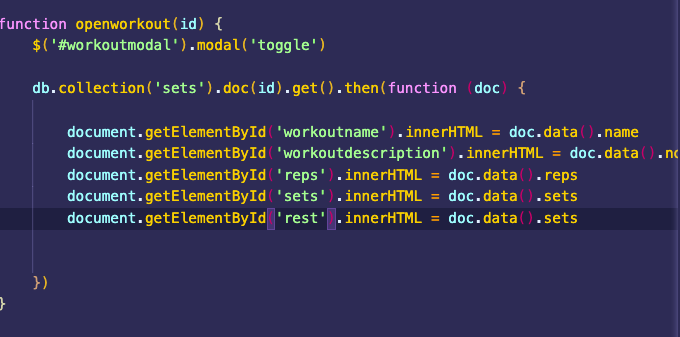 function openworkout(id) {
$('#workoutmodal').modal('toggle')
db.collection('sets').doc(id).get().then(function (doc) {
document.getElementById('workoutname').innerHTML = doc.data().name
document.getElementById('workoutdescription').innerHTML = doc.data().no
document.getElementById('reps').innerHTML = doc.data().reps
document.getElementById('sets').innerHTML = doc.data().sets
document.getElementById('rest').innerHTML = doc.data().sets
})
}